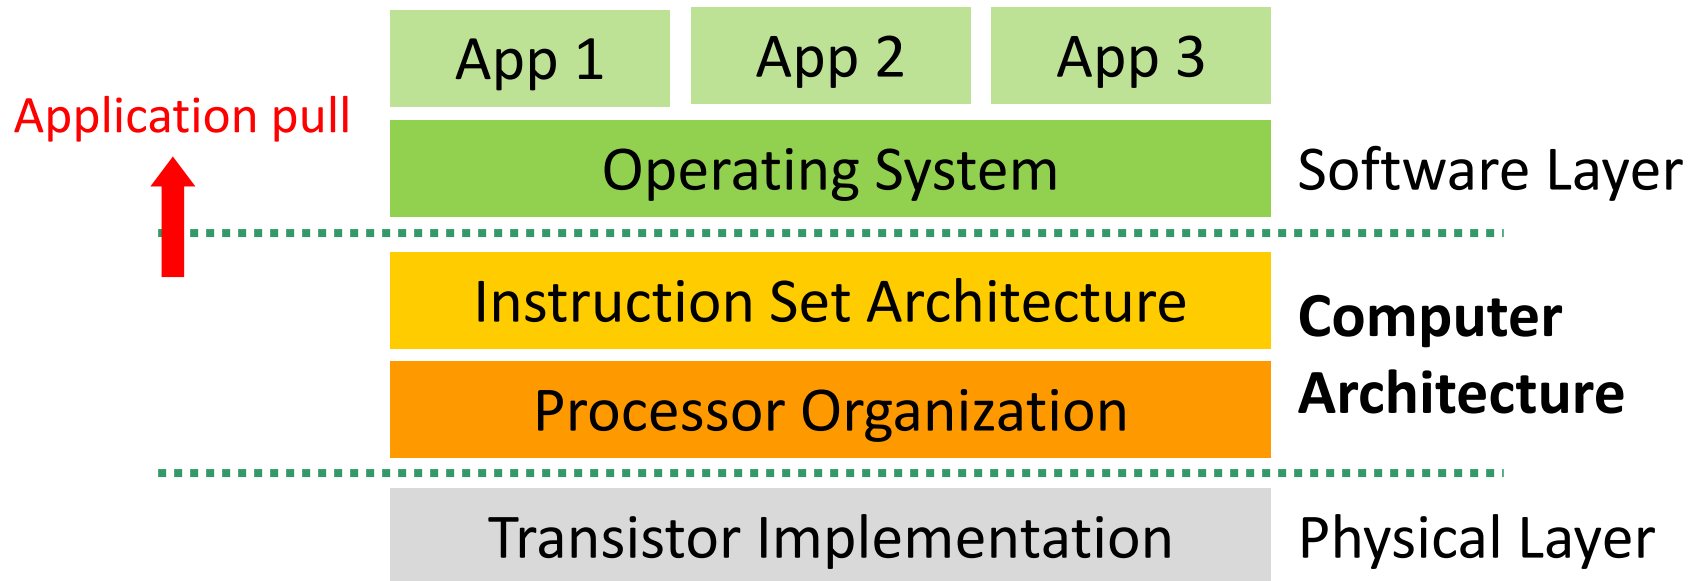 App 1
App 2
App 3
Application pull
Operating System
Software Layer
Instruction Set Architecture
Computer
Architecture
Processor Organization
Transistor Implementation
Physical Layer